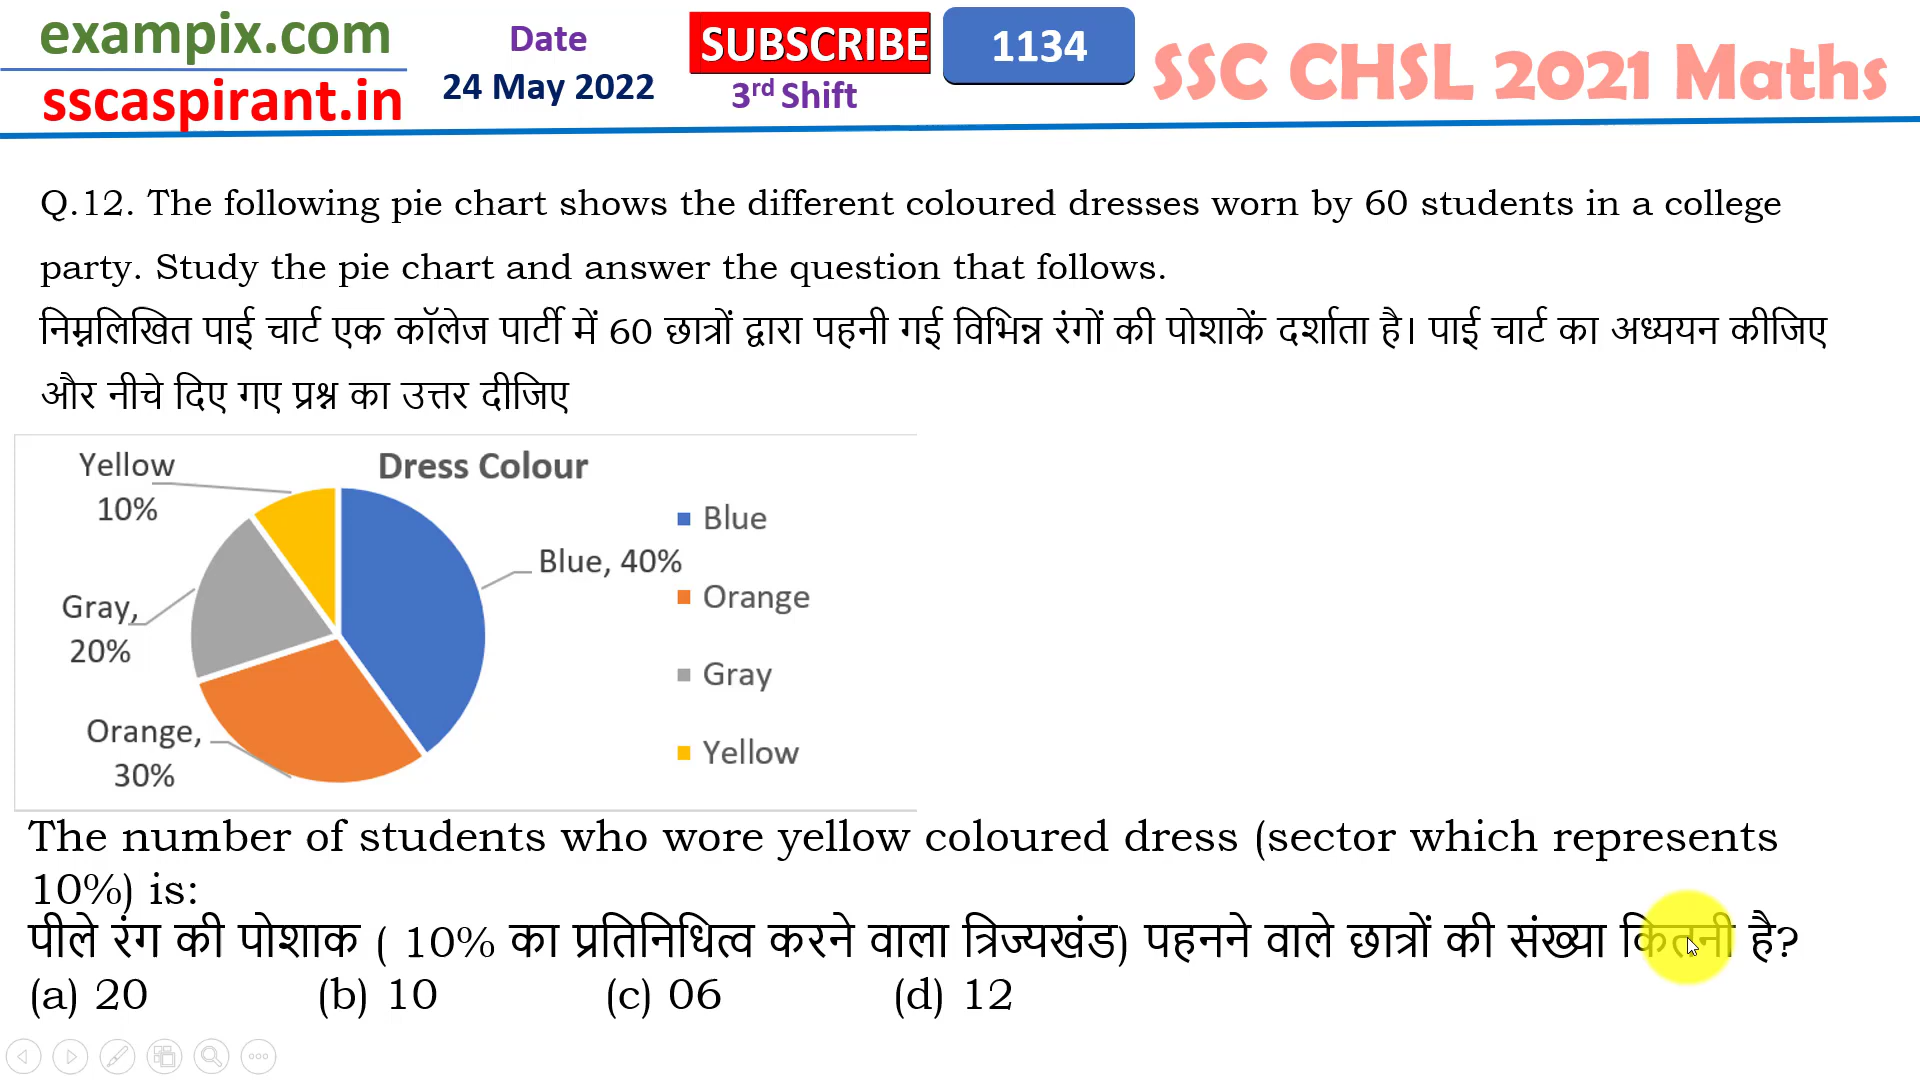 exampix.com
sscaspirant.in
Date
24 May 2022
SUBSCRIBE
3rd Shift
1134
SSC CHSL 2021 Maths
Q.12. The following pie chart shows the different coloured dresses worn by 60 students in a college
party. Study the pie chart and answer the question that follows.
निम्नलिखित पाई चार्ट एक कॉलेज पार्टी में 60 छात्रों द्वारा पहनी गई विभिन्न रंगों की पोशाकें दर्शाता है। पाई चार्ट का अध्ययन कीजिए
और नीचे दिए गए प्रश्न का उत्तर दीजिए
Dress Colour
Yellow
10%
Blue, 40%
Gray,
20%
Orange,
30%
Blue
Orange
Gray
Yellow
The number of students who wore yellow coloured dress (sector which represents
10%) is:
पीले रंग की पोशाक ( 10% का प्रतिनिधित्व करने वाला त्रिज्यखंड) पहनने वाले छात्रों की संख्या कितनी है?
(a) 20 (b) 10 (c) 06 (d) 12